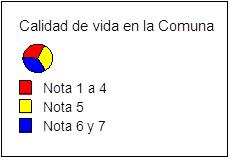 Calidad de vida en la Comuna
Nota 1 a 4
Nota 5
Nota 6 y 7